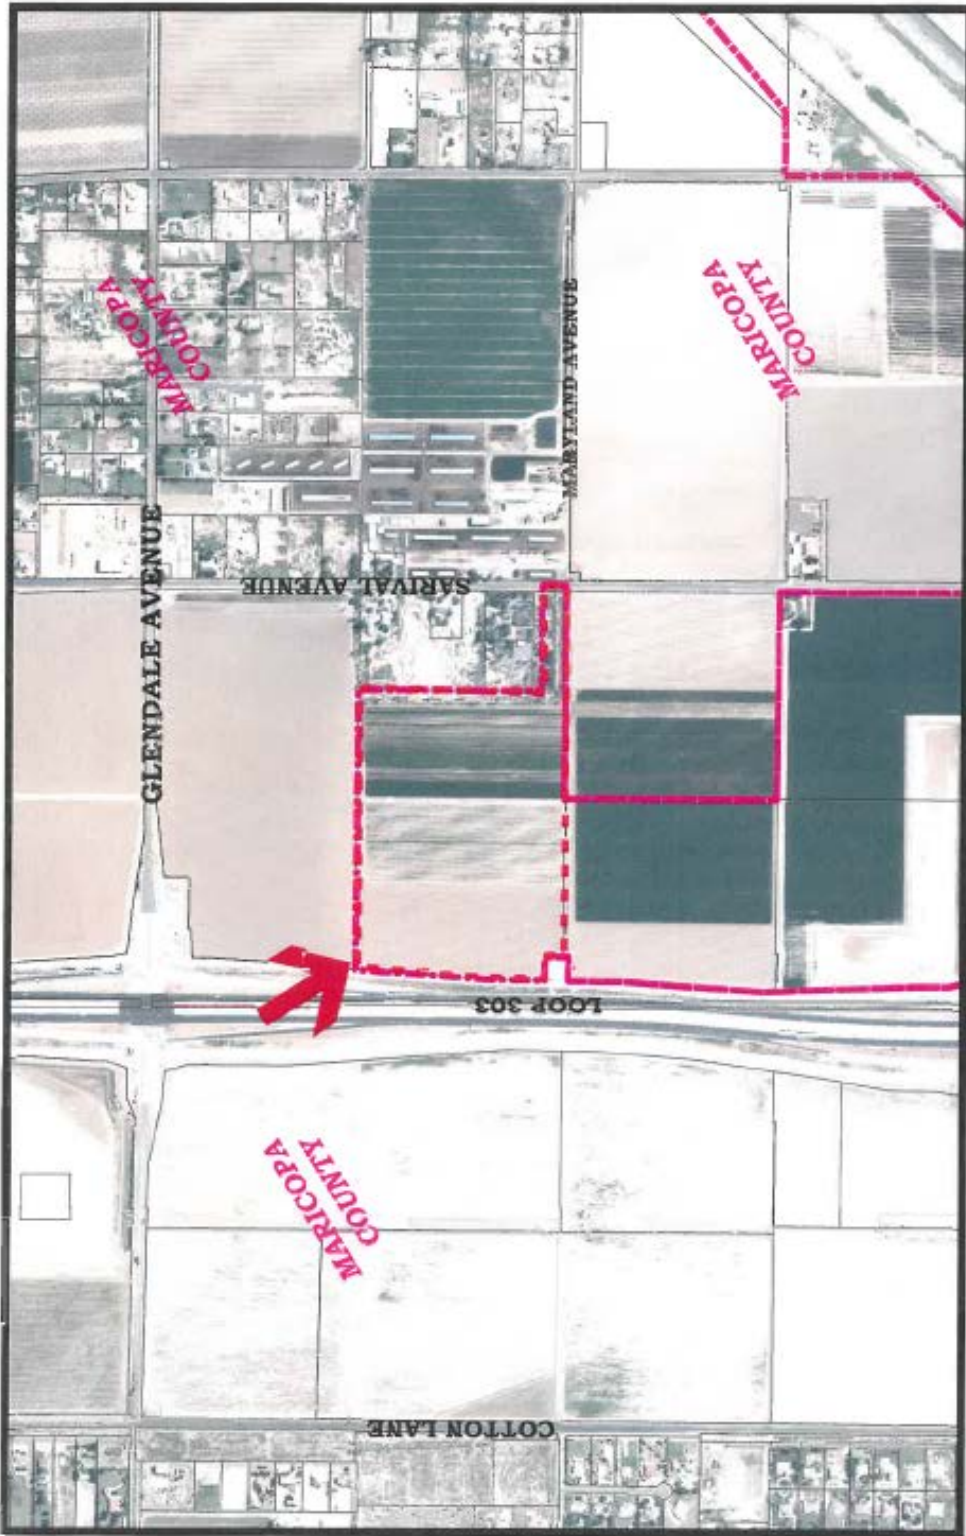 MARICOPA
COUNTY
MARICOPA
COUNTY
MARYLAND AVENUE
GLENDALE AVENUE
SARIVAL AVENUE
LOOP 303
MARICOPA
COUNTY
COTTON LANE